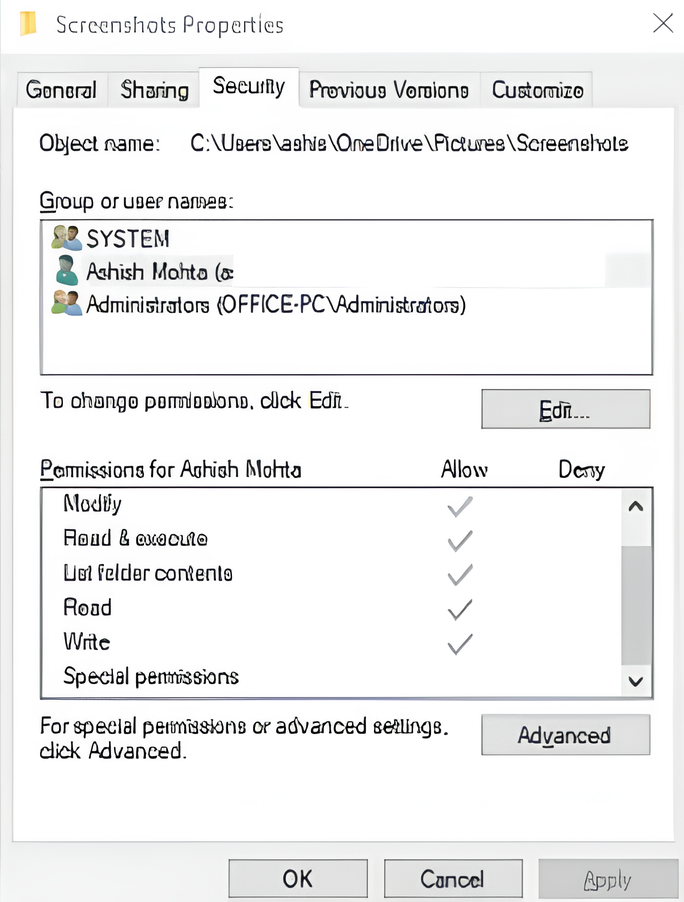 Screenshots Properties
General Sharing Security Previous Versions Customize
Object name: C:\Users\ashis\OneDrive\Pictures\Screenshots
Group or user names:
SYSTEM
Ashish Mohta (a
Administrators (OFFICE-PC\Administrators)
To change permissions, click Edit.
Edit...
Permissions for Ashish Mohta Allow Deny
Modify
Read & execute
List folder contents
Read
Write
Special permissions
For special permissions or advanced settings,
click Advanced.
Advanced
OK Cancel Apply